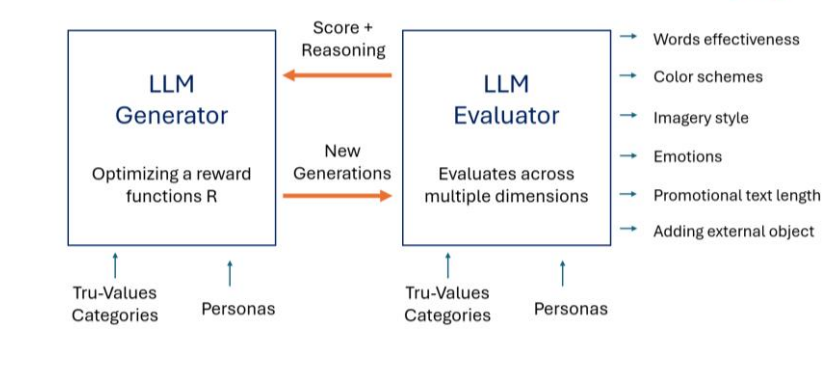 Score +
Reasoning
LLM
Generator
Optimizing a reward
functions R
New
Generations
LLM
Evaluator
Evaluates across
multiple dimensions
Words effectiveness
Color schemes
Imagery style
Emotions
Promotional text length
Adding external object
Tru-Values
Categories
Personas
Tru-Values
Categories
Personas